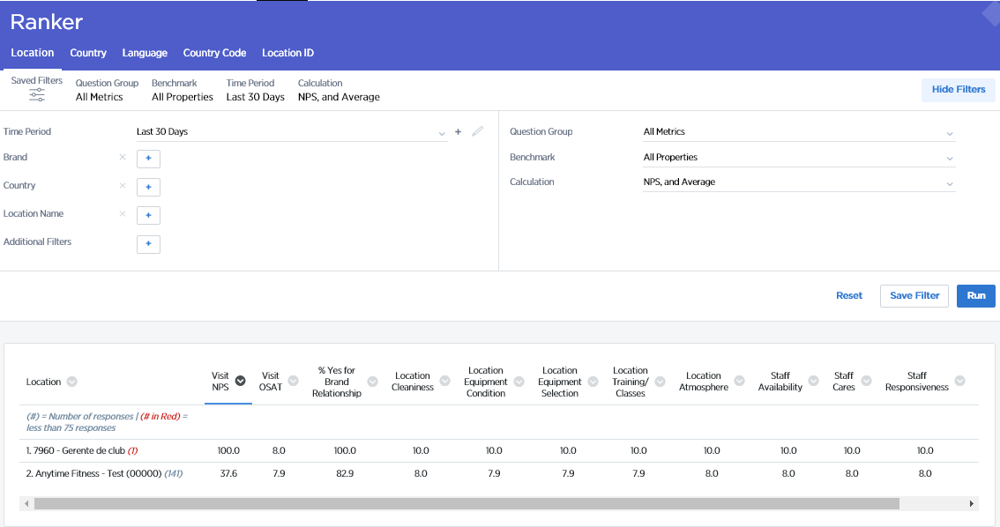 Ranker
Location Country Language Country Code Location ID
Saved Filters Question Group Benchmark Time Period Calculation
All Metrics All Properties Last 30 Days NPS, and Average
Hide Filters
Time Period Last 30 Days +
Brand × +
Country × +
Location Name × +
Additional Filters +
Question Group All Metrics
Benchmark All Properties
Calculation NPS, and Average
Reset Save Filter Run
Location
Visit
NPS
Visit
OSAT
% Yes for
Brand
Relationship
Location
Cleaniness
Location
Equipment
Condition
Location
Equipment
Selection
Location
Training/
Classes
Location
Atmosphere
Staff
Availability
Staff
Cares
Staff
Responsiveness
(#) = Number of responses | (# in Red) =
less than 75 responses
1. 7960 - Gerente de club (1) 100.0 8.0 100.0 10.0 10.0 10.0 10.0 10.0 10.0 10.0 10.0
2. Anytime Fitness - Test (00000) (141) 37.6 7.9 82.9 8.0 7.9 7.9 7.9 8.0 8.0 8.0 8.0